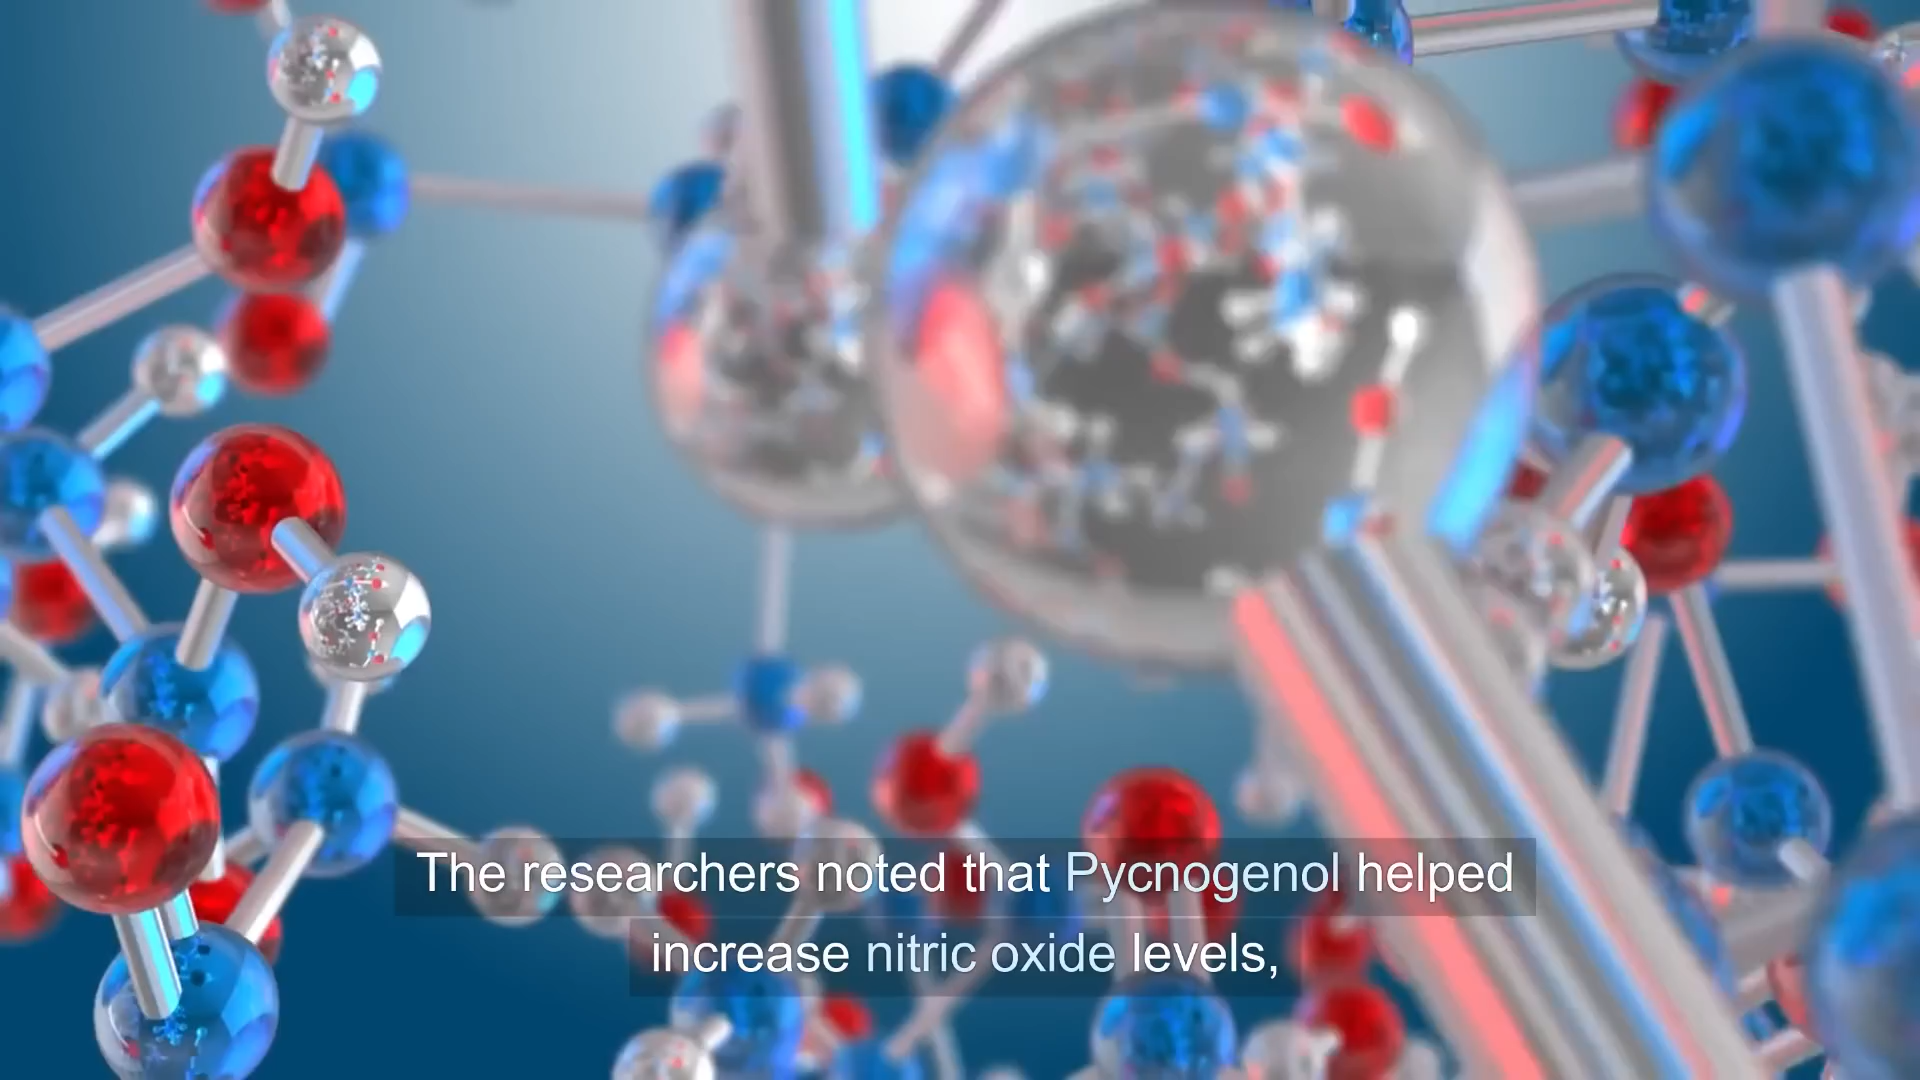 The researchers noted that Pycnogenol helped
increase nitric oxide levels,